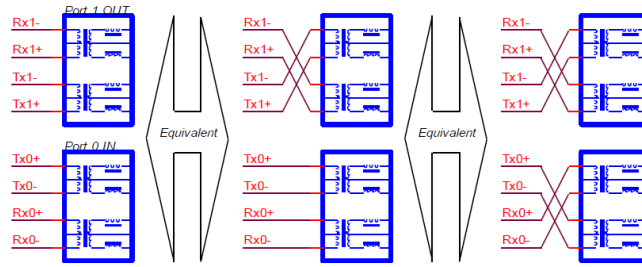 Port 1 OUT
Rx1-
Rx1+
Tx1-
Tx1+
Port 0 IN
Tx0+
Tx0-
Rx0+
Rx0-
Equivalent
Rx1-
Rx1+
Tx1-
Tx1+
Tx0+
Tx0-
Rx0+
Rx0-
Equivalent
Rx1-
Rx1+
Tx1-
Tx1+
Tx0+
Tx0-
Rx0+
Rx0-